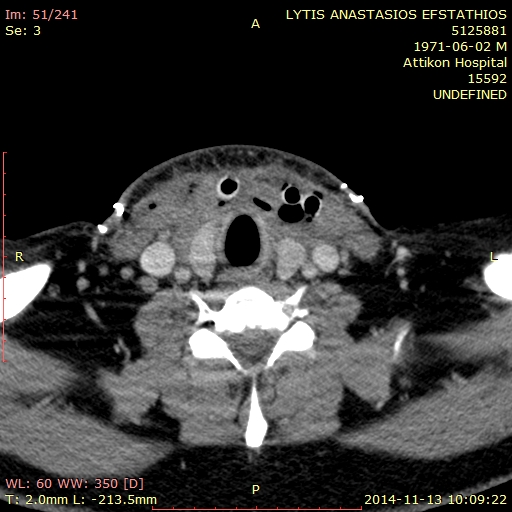 Im: 51/241
Se: 3
A
LYTIS ANASTASIOS EFSTATHIOS
5125881
1971-06-02 M
Attikon Hospital
15592
UNDEFINED
R
L
WL: 60 WW: 350 [D]
T: 2.0mm L: -213.5mm
P
2014-11-13 10:09:22